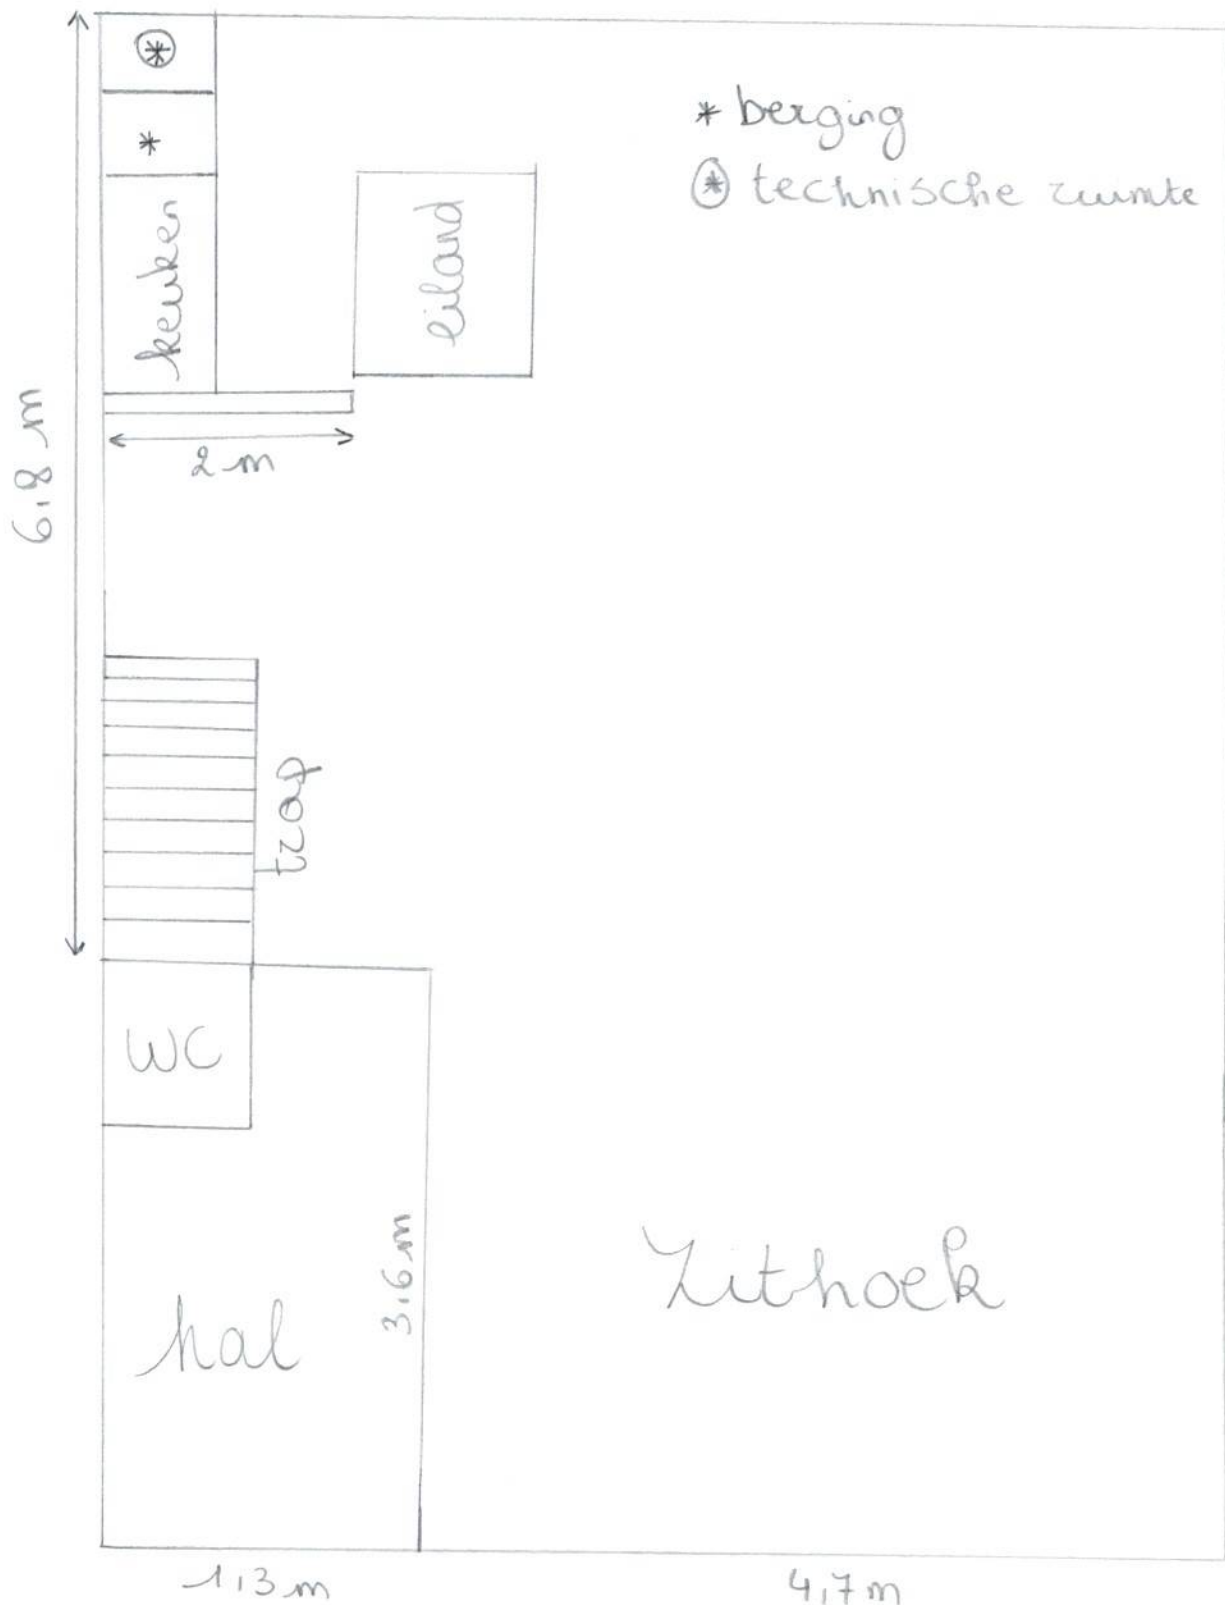 * berging
⊛ technische ruimte
keuken
eiland
6,8 m
2 m
trap
WC
3,6 m
hal
Zithoek
1,3 m
4,7 m